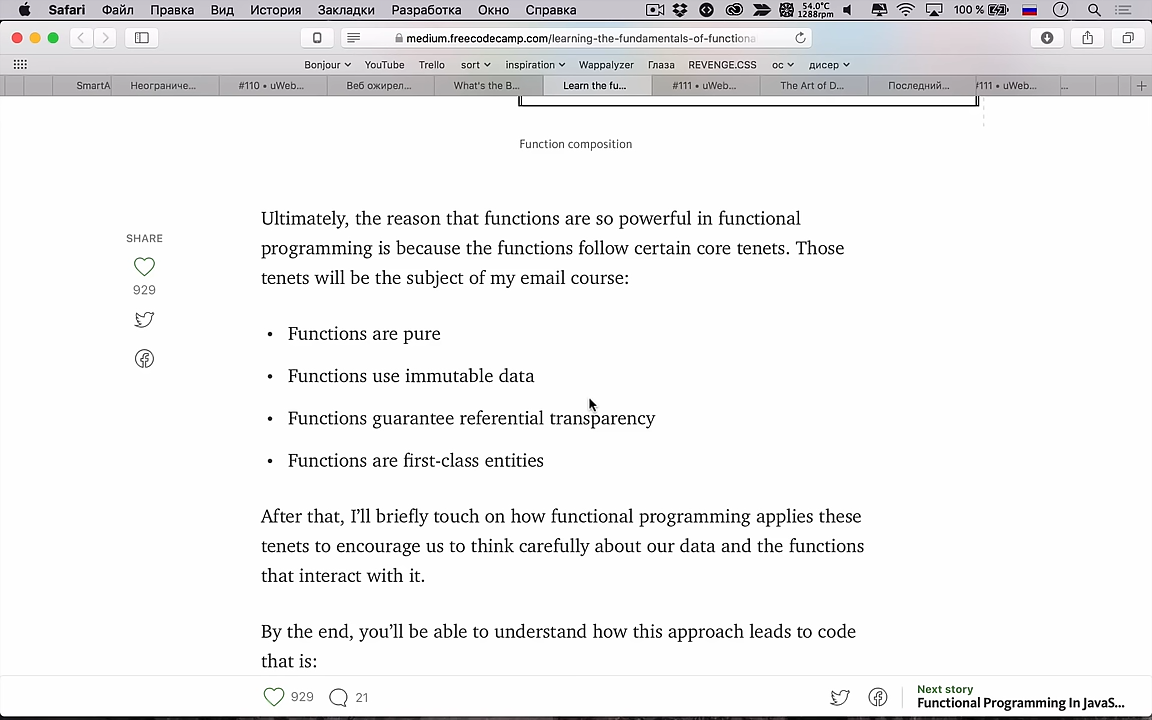 Safari Файл Правка Вид История Закладки Разработка Окно Справка 54.0°C 1288rpm 100 %
medium.freecodecamp.com/learning-the-fundamentals-of-functiona
Bonjour YouTube Trello sort inspiration Wappalyzer Глаза REVENGE.CSS ос дисер
SmartA Неограниче... #110 • uWeb... Веб ожирел... What's the B... Learn the fu... #111 • uWeb... The Art of D... Последний... #111 • uWeb... ...
Function composition
Ultimately, the reason that functions are so powerful in functional
programming is because the functions follow certain core tenets. Those
tenets will be the subject of my email course:
SHARE
929
• Functions are pure
• Functions use immutable data
• Functions guarantee referential transparency
• Functions are first-class entities
After that, I’ll briefly touch on how functional programming applies these
tenets to encourage us to think carefully about our data and the functions
that interact with it.
By the end, you’ll be able to understand how this approach leads to code
that is:
929 21
Next story
Functional Programming In JavaS...